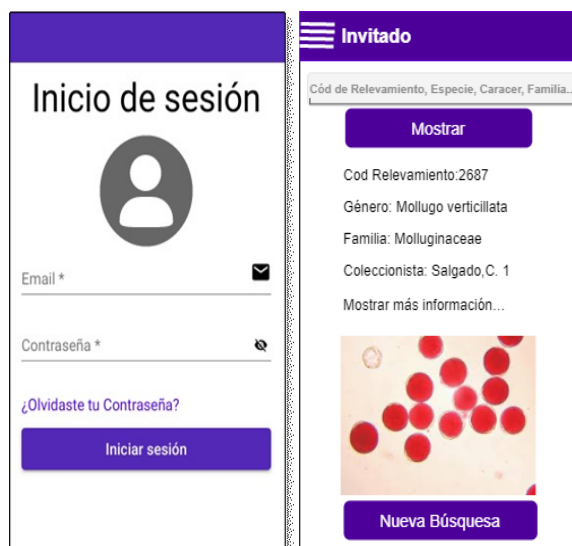 Inicio de sesión
Email *
Contraseña *
¿Olvidaste tu Contraseña?
Iniciar sesión
Invitado
Cód de Relevamiento, Especie, Caracer, Familia..
Mostrar
Cod Relevamiento:2687
Género: Mollugo verticillata
Familia: Molluginaceae
Coleccionista: Salgado,C. 1
Mostrar más información...
Nueva Búsquesa